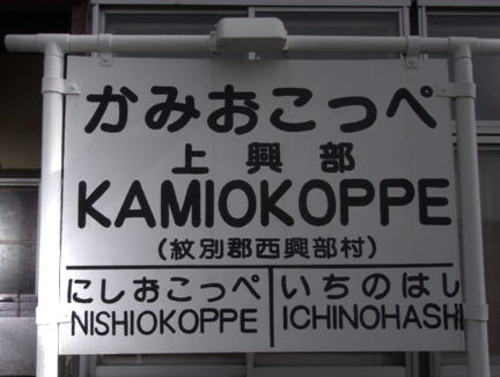 かみおこっぺ
上興部
KAMIOKOPPE
(紋別郡西興部村)
にしおこっぺ
NISHIOKOPPE
いちのはし
ICHINOHASHI